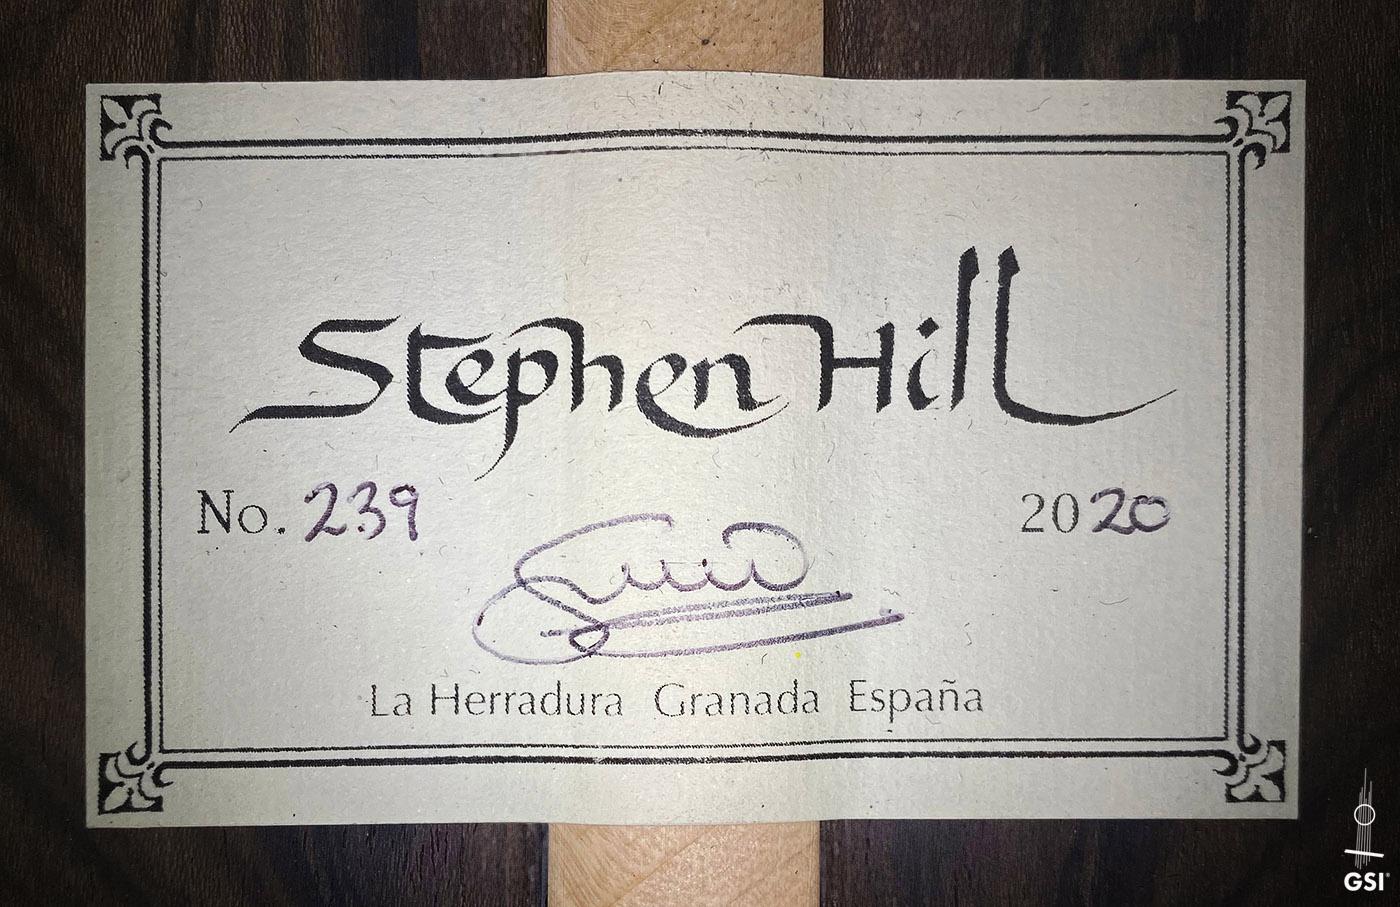 Stephen Hill
No. 239 2020
La Herradura Granada España
GSI®